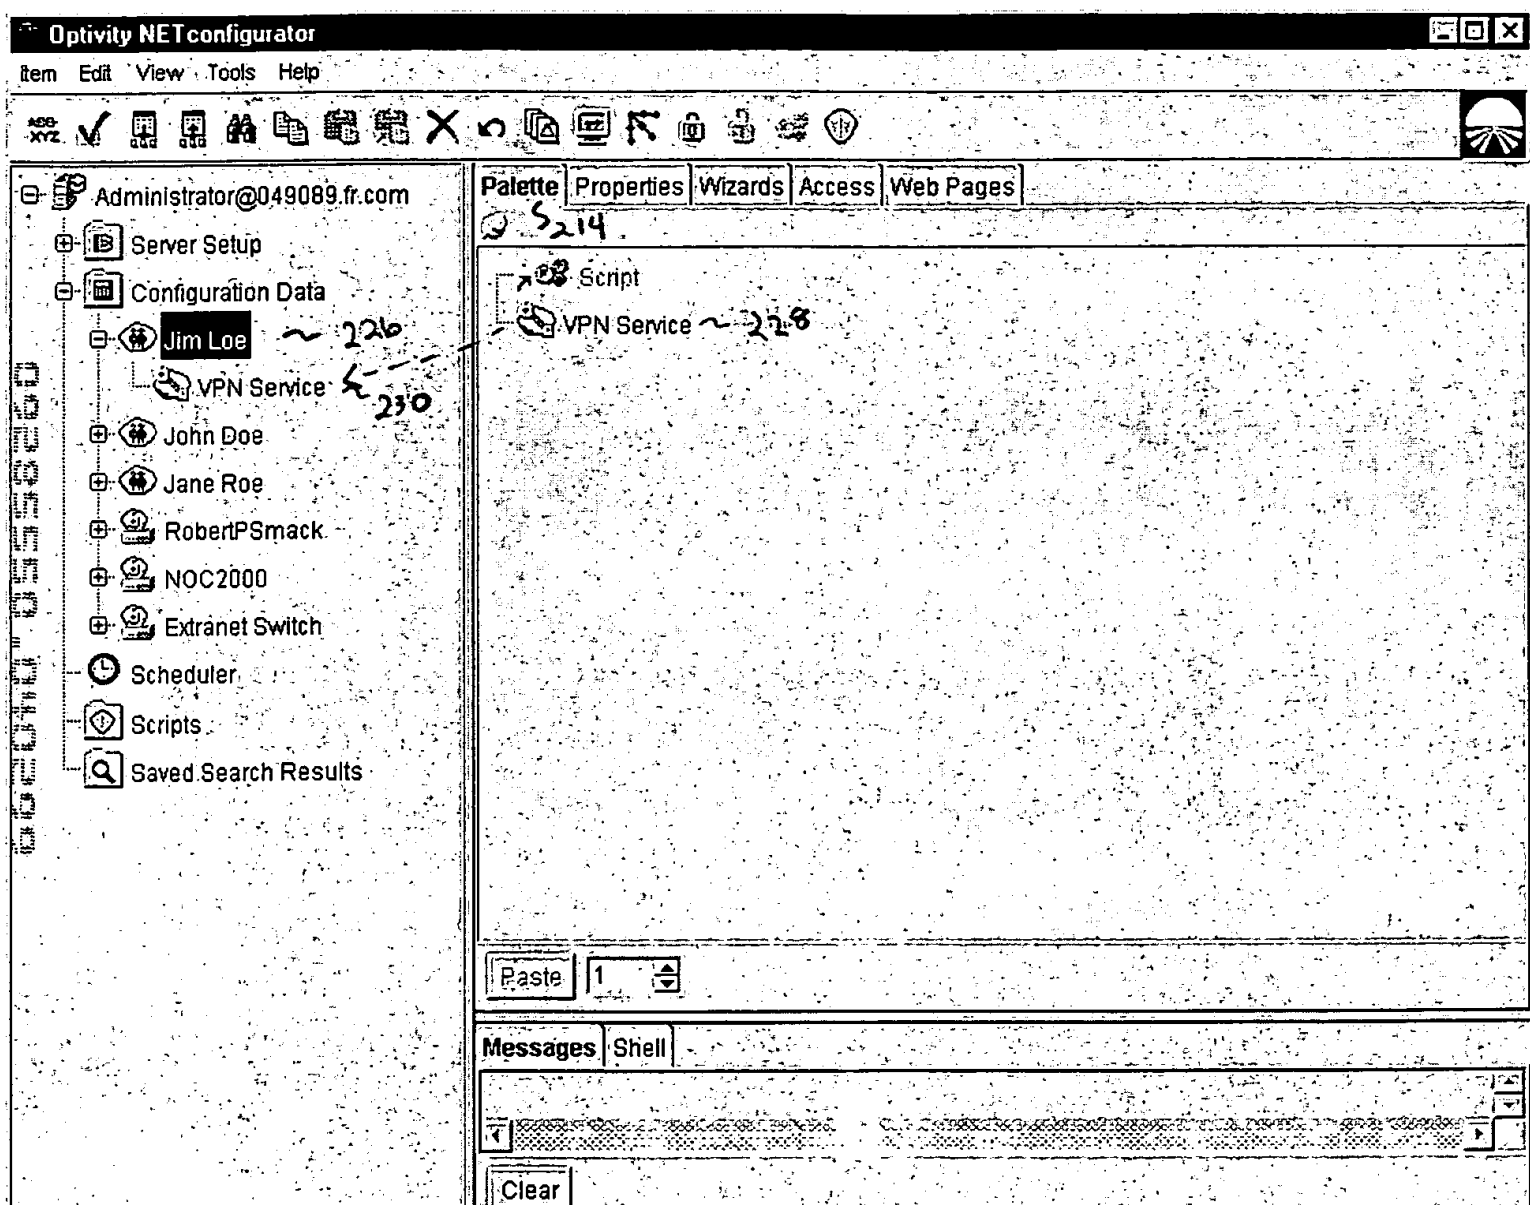 Optivity NETconfigurator
Item Edit View Tools Help
ABC XYZ
Administrator@049089.fr.com
Server Setup
Configuration Data
Jim Loe ~ 226
VPN Service 230
John Doe
Jane Roe
RobertPSmack
NOC2000
Extranet Switch
Scheduler
Scripts
Saved Search Results
Palette Properties Wizards Access Web Pages
214
Script
VPN Service ~ 228
Paste 1
Messages Shell
Clear